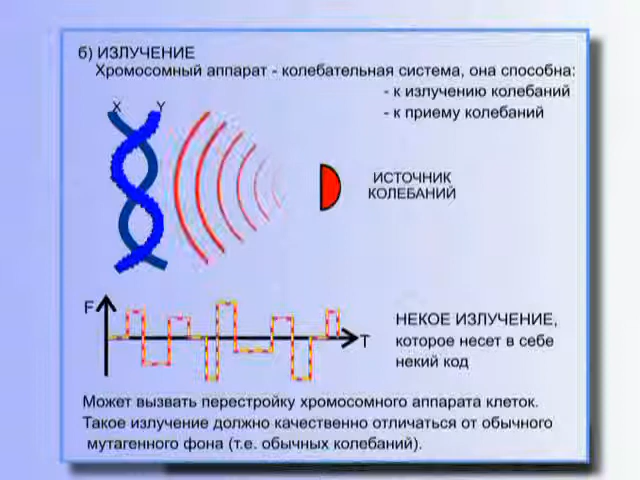 б) ИЗЛУЧЕНИЕ
Хромосомный аппарат - колебательная система, она способна:
- к излучению колебаний
- к приему колебаний
X Y
ИСТОЧНИК
КОЛЕБАНИЙ
F
T
НЕКОЕ ИЗЛУЧЕНИЕ,
которое несет в себе
некий код
Может вызвать перестройку хромосомного аппарата клеток.
Такое излучение должно качественно отличаться от обычного
мутагенного фона (т.е. обычных колебаний).